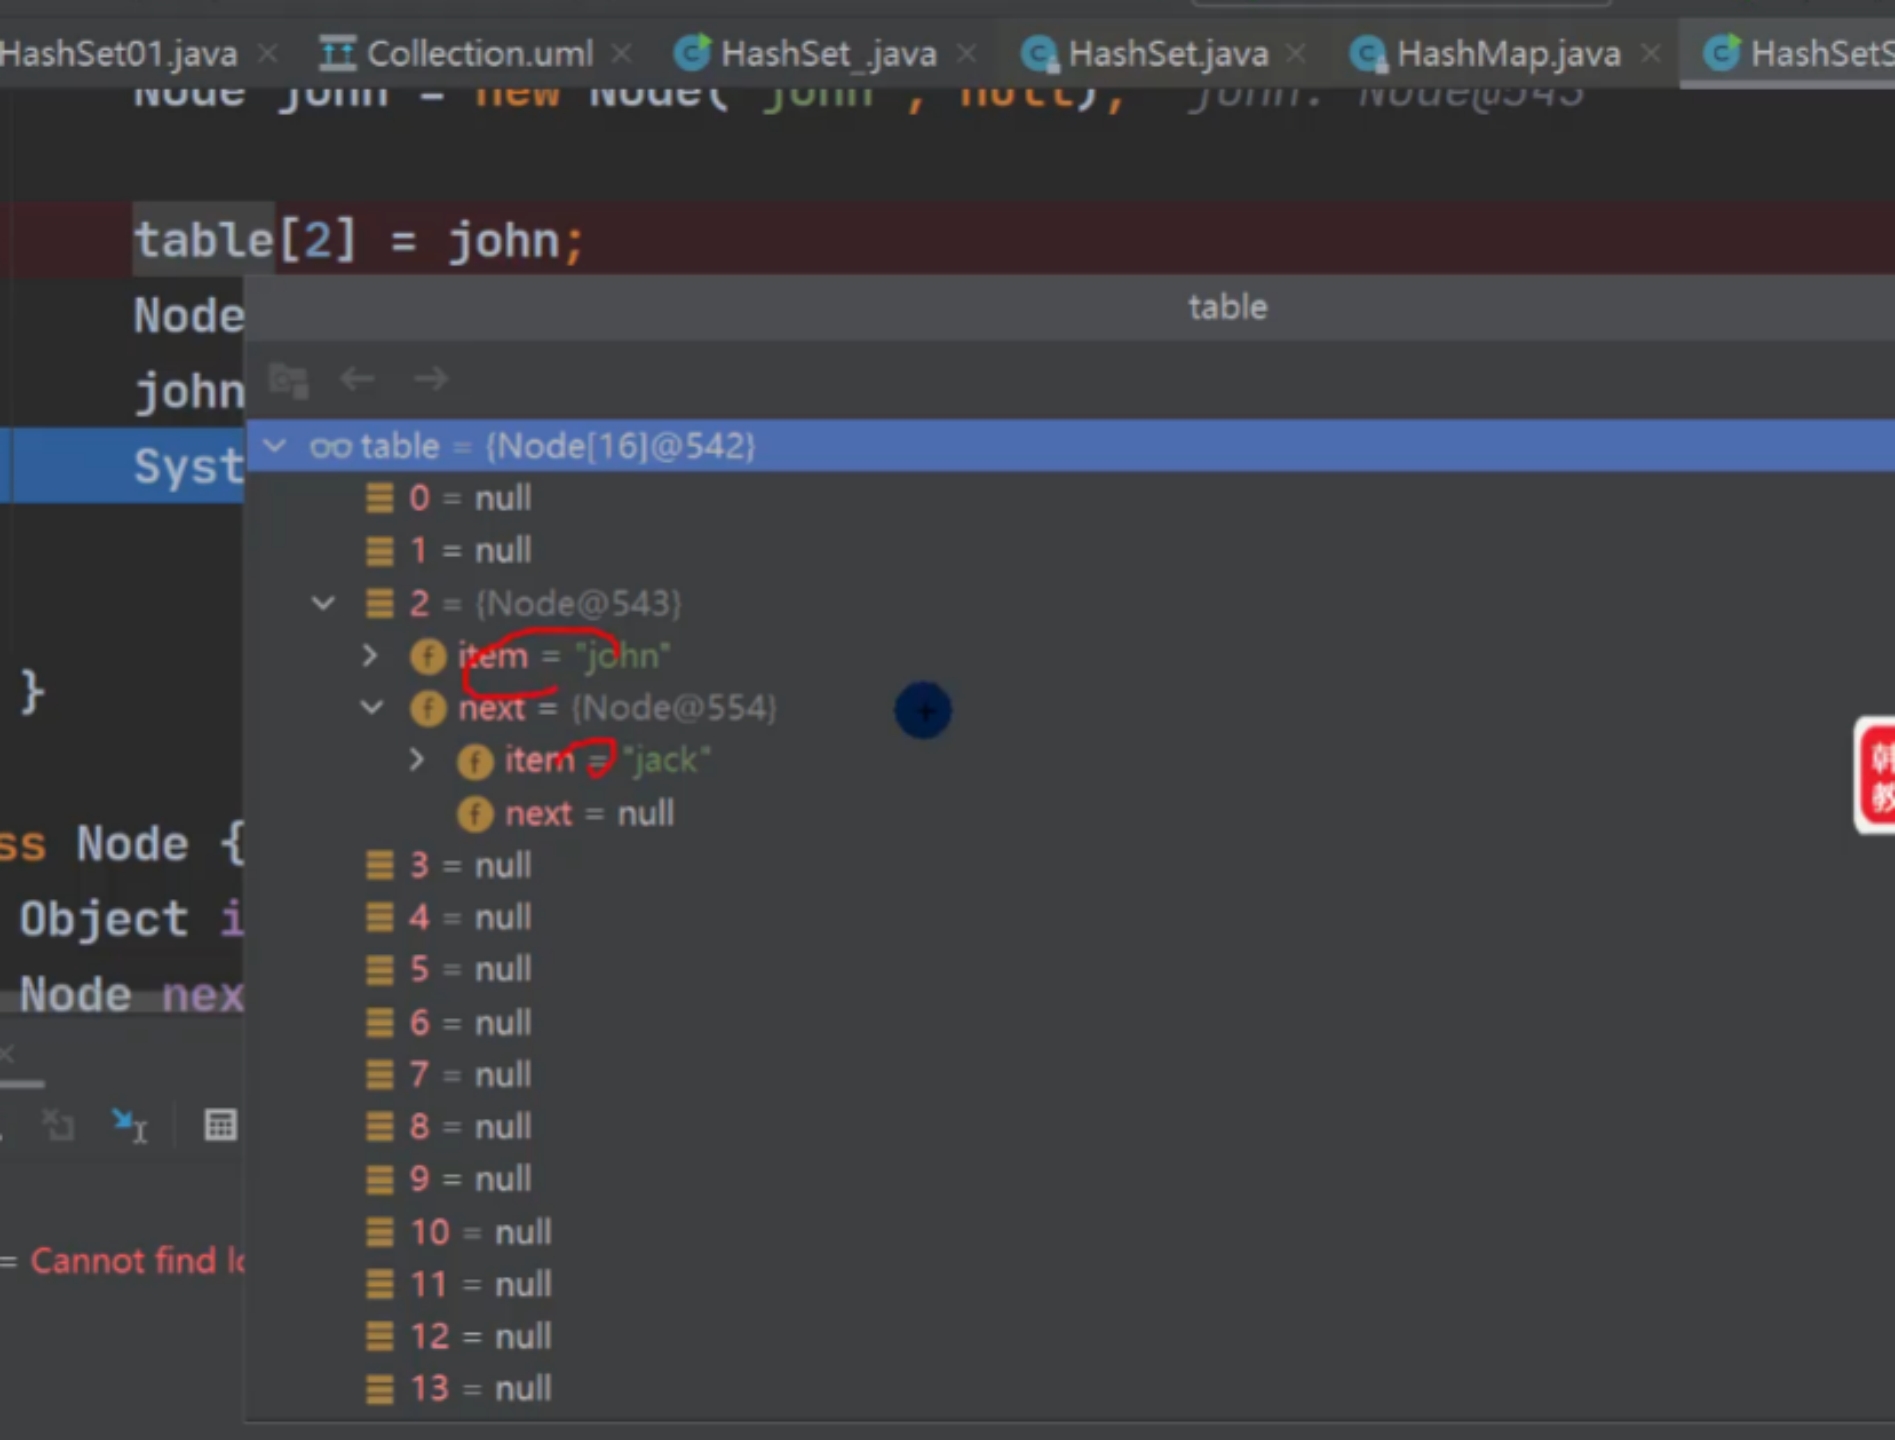 HashSet01.java × Collection.uml × HashSet_.java × HashSet.java × HashMap.java × HashSetS
Node john = new Node("john", null); john: Node@543
table[2] = john;
Node
table
john
table = {Node[16]@542}
Syst
0 = null
1 = null
2 = {Node@543}
item = "john"
}
next = {Node@554}
item = "jack"
next = null
ss Node {
3 = null
Object i
4 = null
5 = null
Node nex
6 = null
7 = null
8 = null
9 = null
10 = null
= Cannot find lo
11 = null
12 = null
13 = null
韩
教